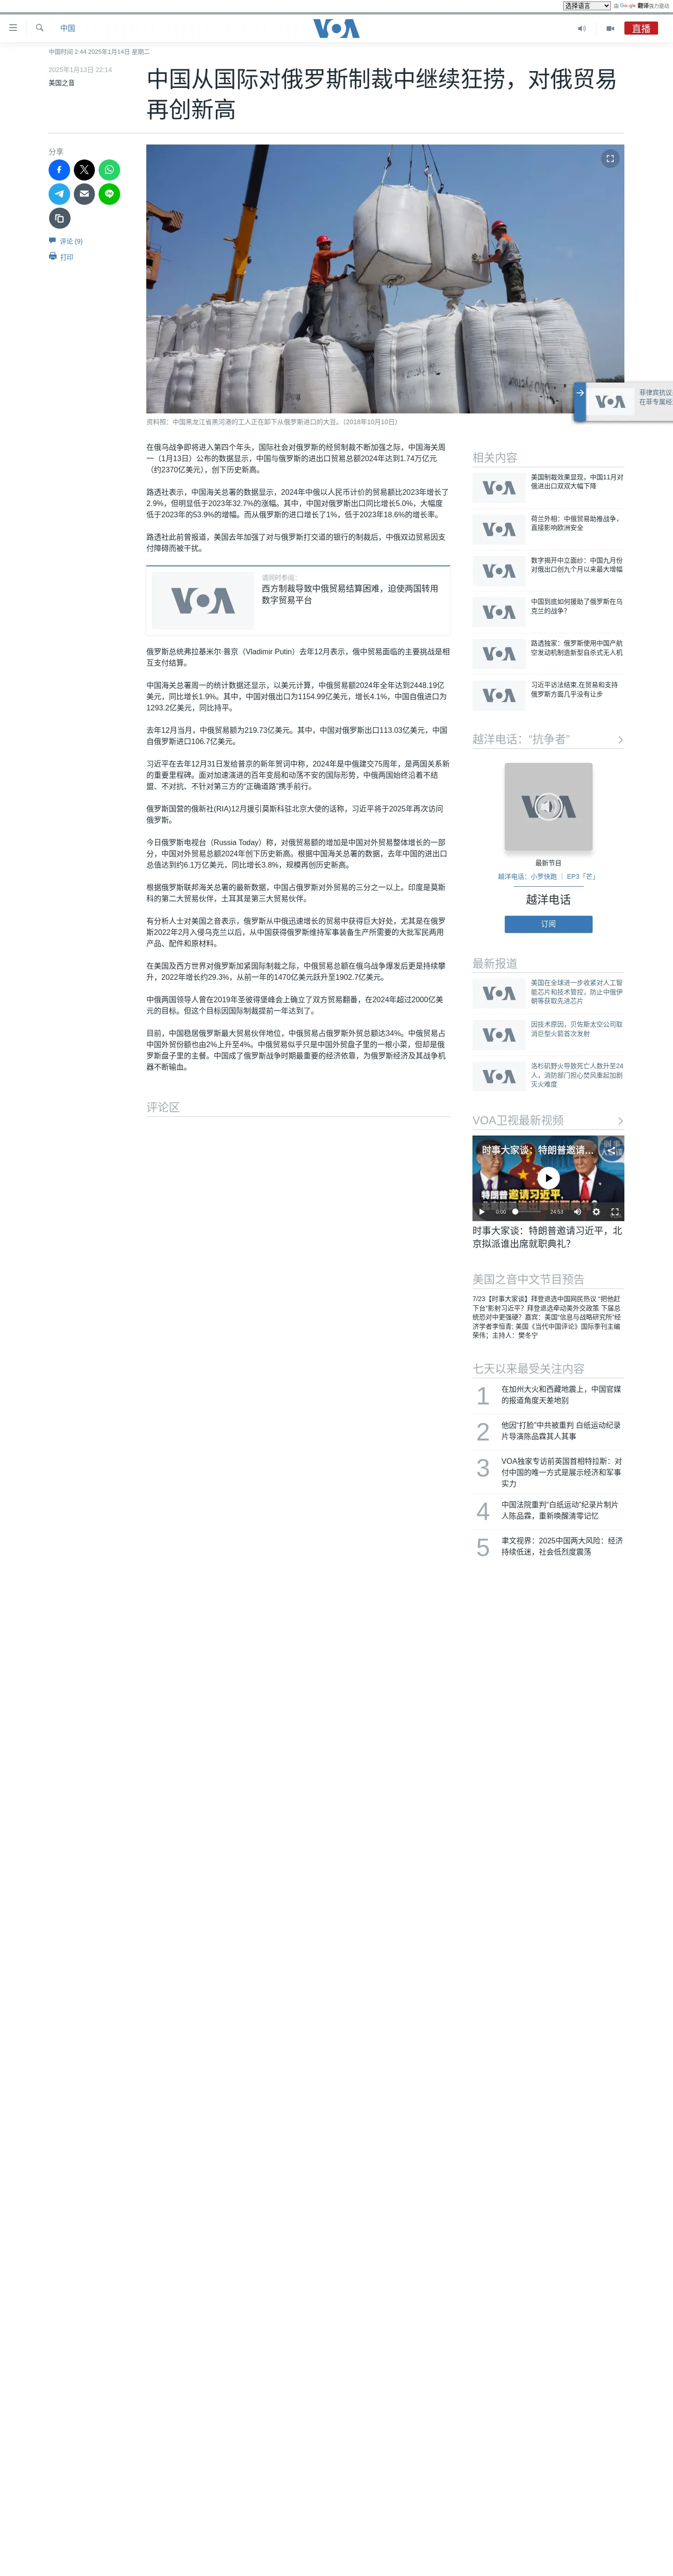 选择语言
由 Google 翻译强力驱动
中国
VOA
直播
中国时间 2:44 2025年1月14日 星期二
2025年1月13日 22:14
美国之音
中国从国际对俄罗斯制裁中继续狂捞，对俄贸易
再创新高
分享
评论 (9)
打印
资料照：中国黑龙江省黑河港的工人正在卸下从俄罗斯进口的大豆。（2018年10月10日）
菲律宾抗议
在菲专属经
在俄乌战争即将进入第四个年头，国际社会对俄罗斯的经贸制裁不断加强之际，中国海关周
一（1月13日）公布的数据显示，中国与俄罗斯的进出口贸易总额2024年达到1.74万亿元
（约2370亿美元），创下历史新高。
路透社表示，中国海关总署的数据显示，2024年中俄以人民币计价的贸易额比2023年增长了
2.9%，但明显低于2023年32.7%的涨幅。其中，中国对俄罗斯出口同比增长5.0%，大幅度
低于2023年的53.9%的增幅。而从俄罗斯的进口增长了1%，低于2023年18.6%的增长率。
路透社此前曾报道，美国去年加强了对与俄罗斯打交道的银行的制裁后，中俄双边贸易因支
付障碍而被干扰。
请同时参阅：
西方制裁导致中俄贸易结算困难，迫使两国转用
数字贸易平台
VOA
俄罗斯总统弗拉基米尔·普京（Vladimir Putin）去年12月表示，俄中贸易面临的主要挑战是相
互支付结算。
中国海关总署周一的统计数据还显示，以美元计算，中俄贸易额2024年全年达到2448.19亿
美元，同比增长1.9%。其中，中国对俄出口为1154.99亿美元，增长4.1%，中国自俄进口为
1293.2亿美元，同比持平。
去年12月当月，中俄贸易额为219.73亿美元。其中，中国对俄罗斯出口113.03亿美元，中国
自俄罗斯进口106.7亿美元。
习近平在去年12月31日发给普京的新年贺词中称，2024年是中俄建交75周年，是两国关系新
的重要里程碑。面对加速演进的百年变局和动荡不安的国际形势，中俄两国始终沿着不结
盟、不对抗、不针对第三方的“正确道路”携手前行。
俄罗斯国营的俄新社(RIA)12月援引莫斯科驻北京大使的话称，习近平将于2025年再次访问
俄罗斯。
今日俄罗斯电视台（Russia Today）称，对俄贸易额的增加是中国对外贸易整体增长的一部
分，中国对外贸易总额2024年创下历史新高。根据中国海关总署的数据，去年中国的进出口
总值达到约6.1万亿美元，同比增长3.8%，规模再创历史新高。
根据俄罗斯联邦海关总署的最新数据，中国占俄罗斯对外贸易的三分之一以上。印度是莫斯
科的第二大贸易伙伴，土耳其是第三大贸易伙伴。
有分析人士对美国之音表示，俄罗斯从中俄迅速增长的贸易中获得巨大好处，尤其是在俄罗
斯2022年2月入侵乌克兰以后，从中国获得俄罗斯维持军事装备生产所需要的大批军民两用
产品、配件和原材料。
在美国及西方世界对俄罗斯加紧国际制裁之际，中俄贸易总额在俄乌战争爆发后更是持续攀
升，2022年增长约29.3%，从前一年的1470亿美元跃升至1902.7亿美元。
中俄两国领导人曾在2019年圣彼得堡峰会上确立了双方贸易翻番，在2024年超过2000亿美
元的目标。但这个目标因国际制裁提前一年达到了。
目前，中国稳居俄罗斯最大贸易伙伴地位，中俄贸易占俄罗斯外贸总额达34%。中俄贸易占
中国外贸份额也由2%上升至4%。中俄贸易似乎只是中国外贸盘子里的一根小菜，但却是俄
罗斯盘子里的主餐。中国成了俄罗斯战争时期最重要的经济依靠，为俄罗斯经济及其战争机
器不断输血。
评论区
相关内容
美国制裁效果显现，中国11月对
俄进出口双双大幅下降
荷兰外相：中俄贸易助推战争，
直接影响欧洲安全
数字揭开中立面纱：中国九月份
对俄出口创九个月以来最大增幅
中国到底如何援助了俄罗斯在乌
克兰的战争？
路透独家：俄罗斯使用中国产航
空发动机制造新型自杀式无人机
习近平访法结束,在贸易和支持
俄罗斯方面几乎没有让步
越洋电话：“抗争者”
最新节目
越洋电话：小梦快跑 ｜ EP3「芒」
越洋电话
订阅
最新报道
美国在全球进一步收紧对人工智
能芯片和技术管控，防止中俄伊
朝等获取先进芯片
因技术原因，贝佐斯太空公司取
消巨型火箭首次发射
洛杉矶野火导致死亡人数升至24
人，消防部门担心焚风重起加剧
灭火难度
VOA卫视最新视频
时事大家谈：特朗普邀请…
特朗普邀请习近平，
0:00
24:53
时事大家谈：特朗普邀请习近平，北
京拟派谁出席就职典礼？
美国之音中文节目预告
7/23【时事大家谈】拜登退选中国网民热议 “把他赶
下台”影射习近平？拜登退选牵动美外交政策 下届总
统恐对中更强硬？嘉宾：美国“信息与战略研究所”经
济学者李恒青; 美国《当代中国评论》国际季刊主编
荣伟；主持人：樊冬宁
七天以来最受关注内容
1
在加州大火和西藏地震上，中国官媒
的报道角度天差地别
2
他因“打脸”中共被重判 白纸运动纪录
片导演陈品霖其人其事
3
VOA独家专访前英国首相特拉斯：对
付中国的唯一方式是展示经济和军事
实力
4
中国法院重判“白纸运动”纪录片制片
人陈品霖，重新唤醒清零记忆
5
聿文视界：2025中国两大风险：经济
持续低迷，社会低烈度震荡